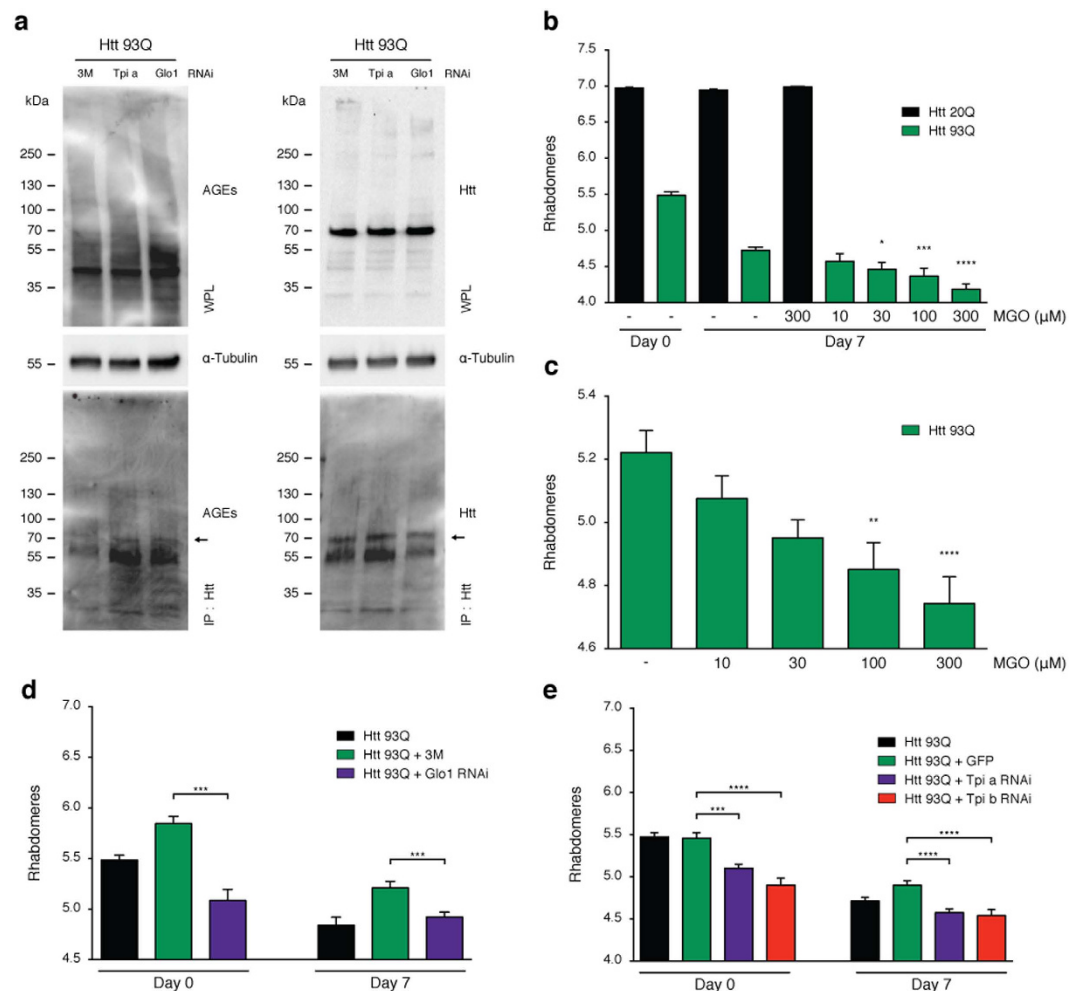 a
Htt 93Q
3M Tpi a Glo1 RNAi
kDa
250
130
100
70
55
35
AGEs
WPL
55
α-Tubulin
250
130
100
70
55
35
AGEs
IP : Htt
Htt 93Q
3M Tpi a Glo1 RNAi
kDa
250
130
100
70
55
35
Htt
WPL
55
α-Tubulin
250
130
100
70
55
35
Htt
IP : Htt
b
Rhabdomeres
7.5
7.0
6.5
6.0
5.5
5.0
4.5
4.0
Htt 20Q
Htt 93Q
* *** ****
- - - - 300 10 30 100 300 MGO (µM)
Day 0 Day 7
c
Rhabdomeres
5.4
5.2
5.0
4.8
4.6
Htt 93Q
** ****
- 10 30 100 300 MGO (µM)
d
Rhabdomeres
7.0
6.5
6.0
5.5
5.0
4.5
Htt 93Q
Htt 93Q + 3M
Htt 93Q + Glo1 RNAi
***
***
Day 0 Day 7
e
Rhabdomeres
7.0
6.5
6.0
5.5
5.0
4.5
4.0
Htt 93Q
Htt 93Q + GFP
Htt 93Q + Tpi a RNAi
Htt 93Q + Tpi b RNAi
****
***
****
****
Day 0 Day 7